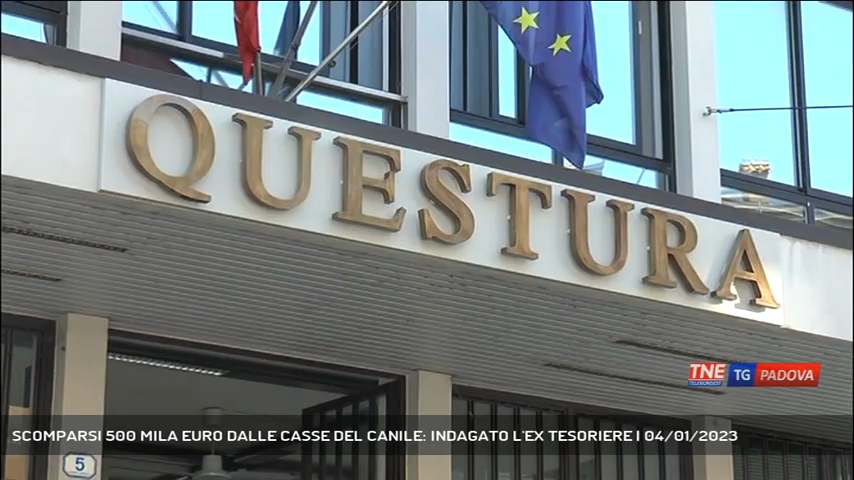 QUESTURA
TNE TG PADOVA
TELENORDEST
SCOMPARSI 500 MILA EURO DALLE CASSE DEL CANILE: INDAGATO L'EX TESORIERE | 04/01/2023
5